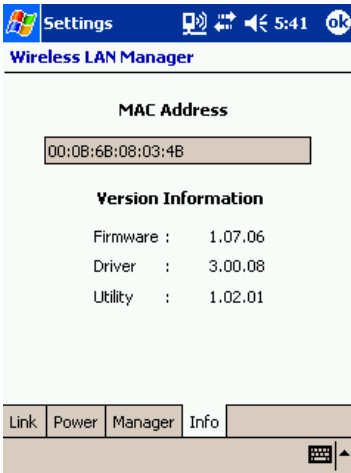 Settings 5:41 ok
Wireless LAN Manager
MAC Address
00:0B:6B:08:03:4B
Version Information
Firmware : 1.07.06
Driver : 3.00.08
Utility : 1.02.01
Link Power Manager Info